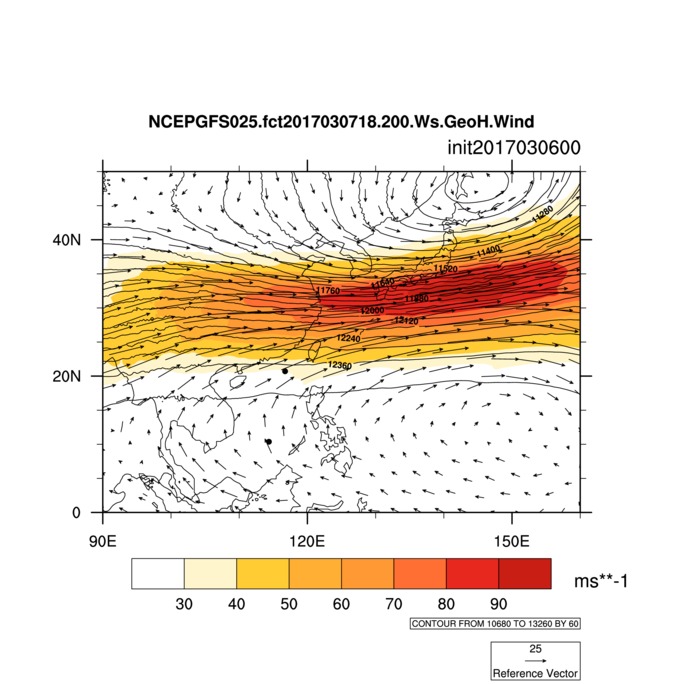 NCEPGFS025.fct2017030718.200.Ws.GeoH.Wind
init2017030600
11280
11400
11520
11640
11760
11880
12000
12120
12240
12360
40N
20N
0
90E 120E 150E
30 40 50 60 70 80 90
ms**-1
CONTOUR FROM 10680 TO 13260 BY 60
25
Reference Vector